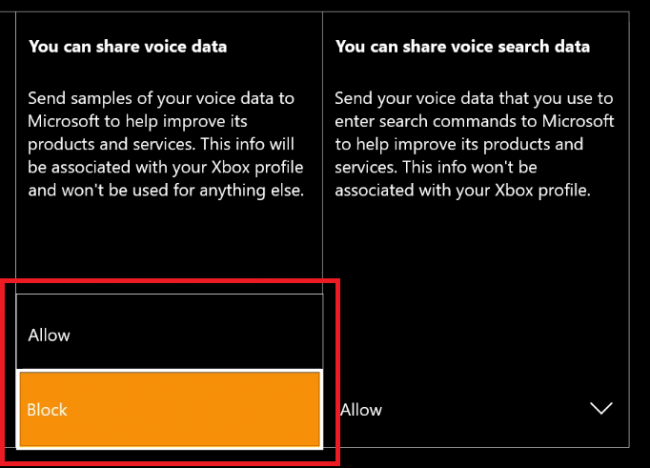 You can share voice data
Send samples of your voice data to
Microsoft to help improve its
products and services. This info will
be associated with your Xbox profile
and won't be used for anything else.
Allow
Block
You can share voice search data
Send your voice data that you use to
enter search commands to Microsoft
to help improve its products and
services. This info won't be
associated with your Xbox profile.
Allow